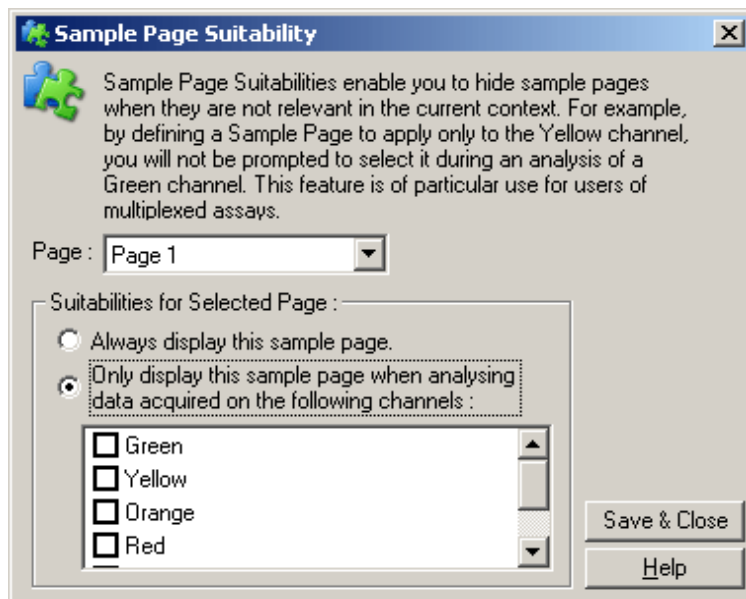 Sample Page Suitability
Sample Page Suitabilities enable you to hide sample pages
when they are not relevant in the current context. For example,
by defining a Sample Page to apply only to the Yellow channel,
you will not be prompted to select it during an analysis of a
Green channel. This feature is of particular use for users of
multiplexed assays.
Page : Page 1
Suitabilities for Selected Page :
Always display this sample page.
Only display this sample page when analysing
data acquired on the following channels :
Green
Yellow
Orange
Red
Save & Close
Help